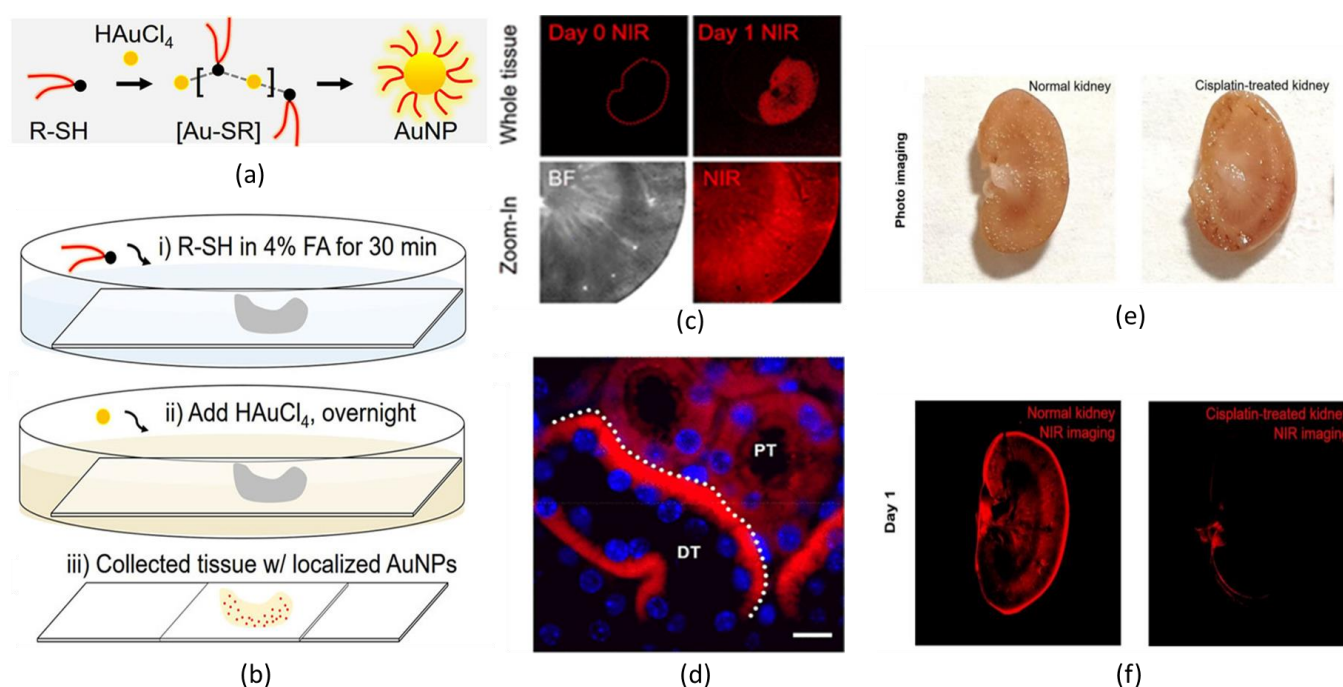 HAuCl4
R-SH
[Au-SR]
AuNP
(a)
i) R-SH in 4% FA for 30 min
ii) Add HAuCl4, overnight
iii) Collected tissue w/ localized AuNPs
(b)
Whole tissue
Day 0 NIR
Day 1 NIR
Zoom-In
BF
NIR
(c)
PT
DT
(d)
Photo imaging
Normal kidney
Cisplatin-treated kidney
(e)
Day 1
Normal kidney
NIR imaging
Cisplatin-treated kidney
NIR imaging
(f)